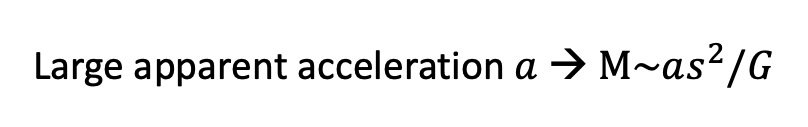 Large apparent acceleration 𝑎 → M~𝑎𝑠²/𝐺